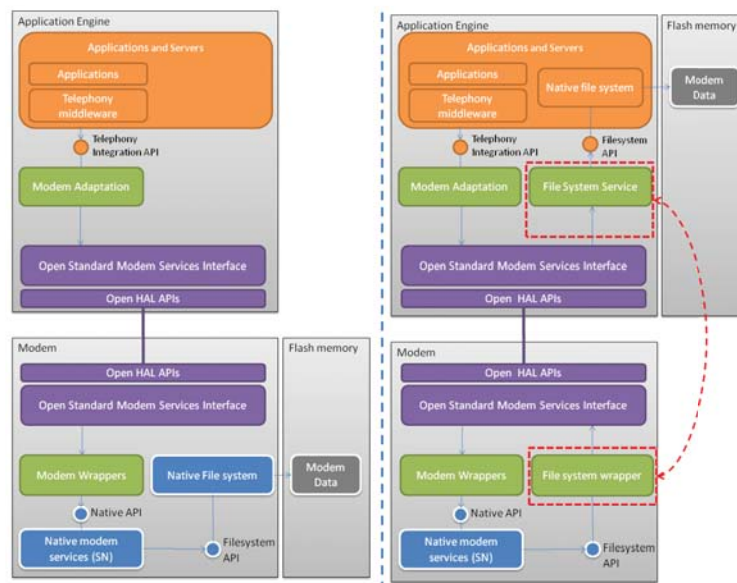 Application Engine
Applications and Servers
Applications
Telephony
middleware
Telephony
Integration API
Modem Adaptation
Open Standard Modem Services Interface
Open HAL APIs
Modem
Flash memory
Open HAL APIs
Open Standard Modem Services Interface
Modem Wrappers
Native File system
Modem
Data
Native API
Native modem
services (SN)
Filesystem
API
Application Engine
Flash memory
Applications and Servers
Applications
Native file system
Modem
Data
Telephony
middleware
Telephony
Integration API
Filesystem
API
Modem Adaptation
File System Service
Open Standard Modem Services Interface
Open HAL APIs
Modem
Open HAL APIs
Open Standard Modem Services Interface
Modem Wrappers
File system wrapper
Native API
Native modem
services (SN)
Filesystem
API